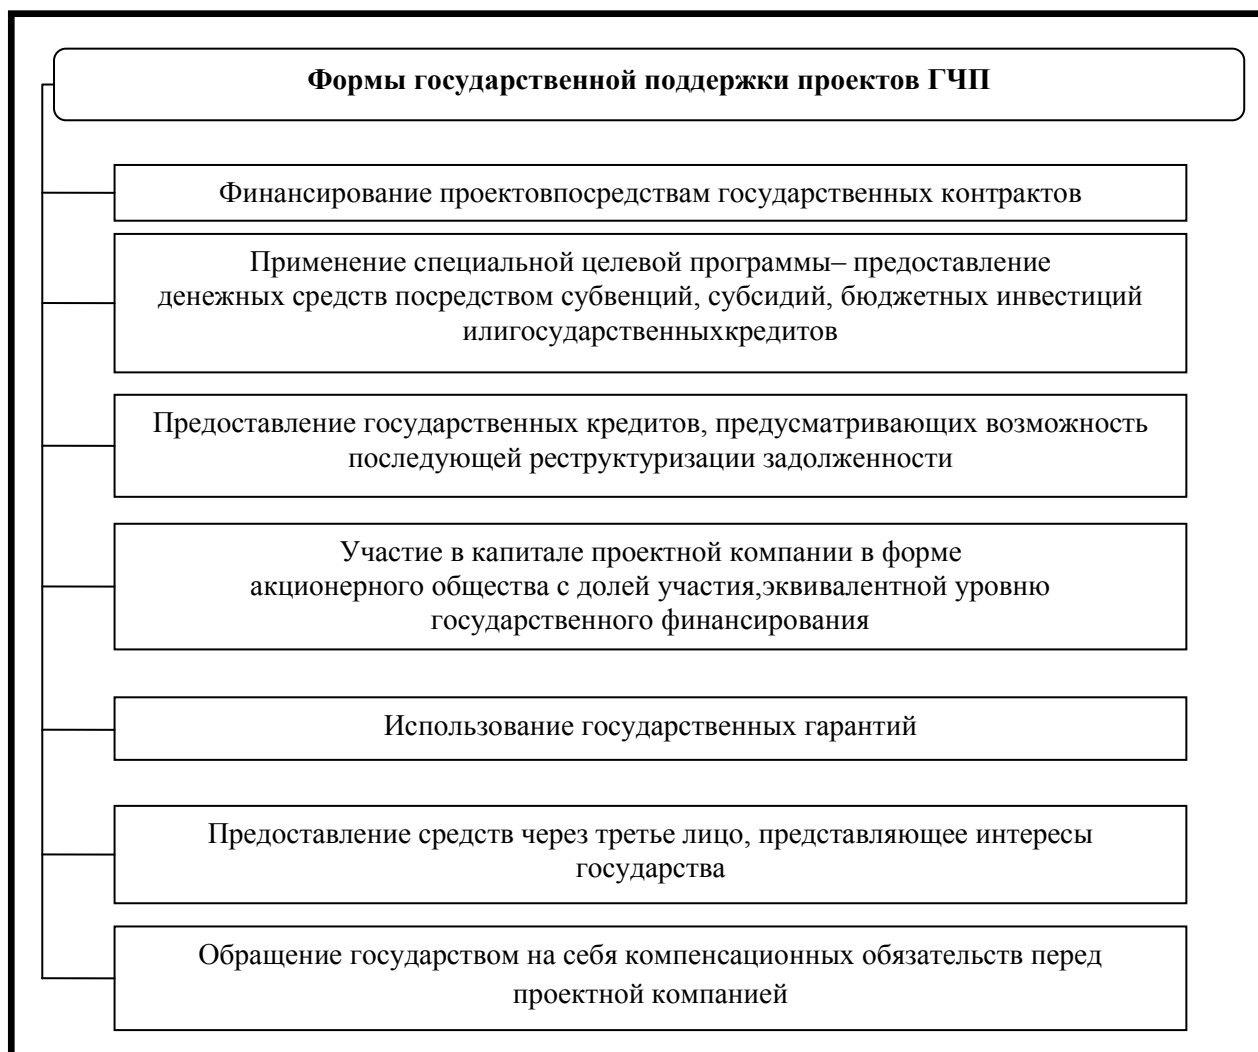 Формы государственной поддержки проектов ГЧП
Финансирование проектовпосредствам государственных контрактов
Применение специальной целевой программы– предоставление
денежных средств посредством субвенций, субсидий, бюджетных инвестиций
илигосударственныхкредитов
Предоставление государственных кредитов, предусматривающих возможность
последующей реструктуризации задолженности
Участие в капитале проектной компании в форме
акционерного общества с долей участия,эквивалентной уровню
государственного финансирования
Использование государственных гарантий
Предоставление средств через третье лицо, представляющее интересы
государства
Обращение государством на себя компенсационных обязательств перед
проектной компанией